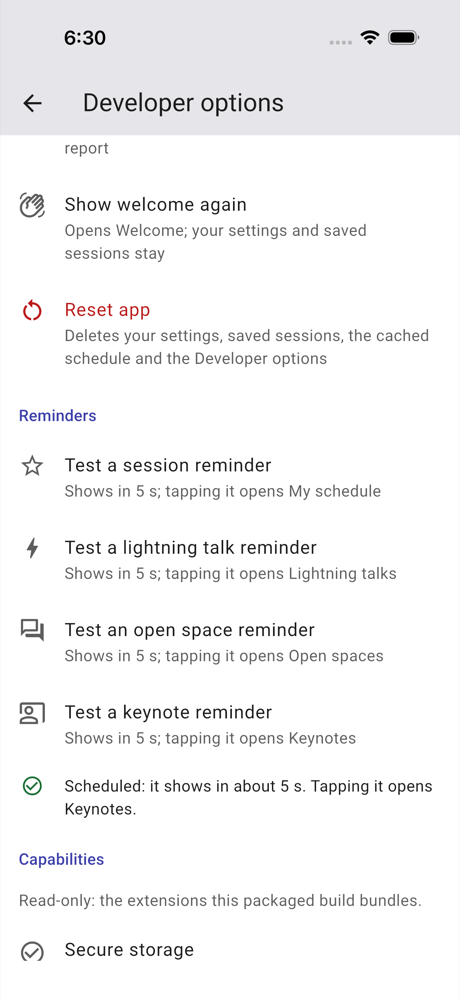 6:30
Developer options
report
Show welcome again
Opens Welcome; your settings and saved
sessions stay
Reset app
Deletes your settings, saved sessions, the cached
schedule and the Developer options
Reminders
Test a session reminder
Shows in 5 s; tapping it opens My schedule
Test a lightning talk reminder
Shows in 5 s; tapping it opens Lightning talks
Test an open space reminder
Shows in 5 s; tapping it opens Open spaces
Test a keynote reminder
Shows in 5 s; tapping it opens Keynotes
Scheduled: it shows in about 5 s. Tapping it opens
Keynotes.
Capabilities
Read-only: the extensions this packaged build bundles.
Secure storage